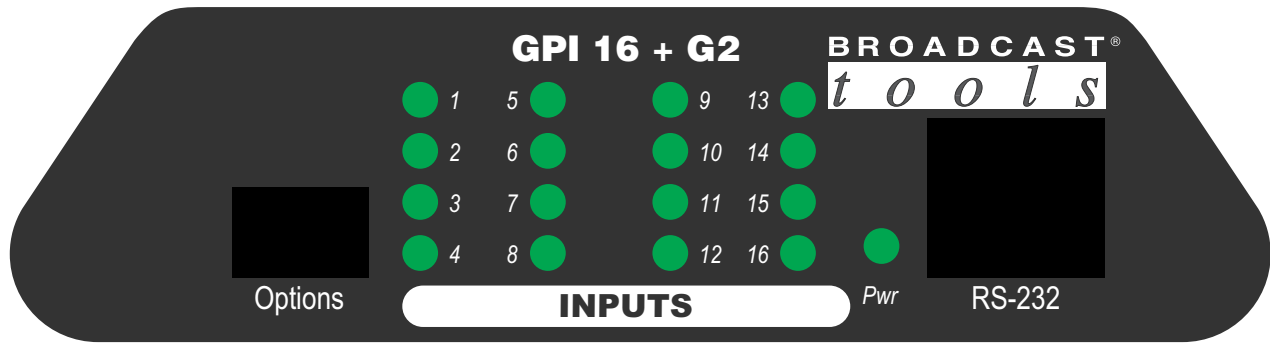 GPI 16 + G2
BROADCAST®
tools
1 5 9 13
2 6 10 14
3 7 11 15
4 8 12 16
Options
INPUTS
Pwr
RS-232